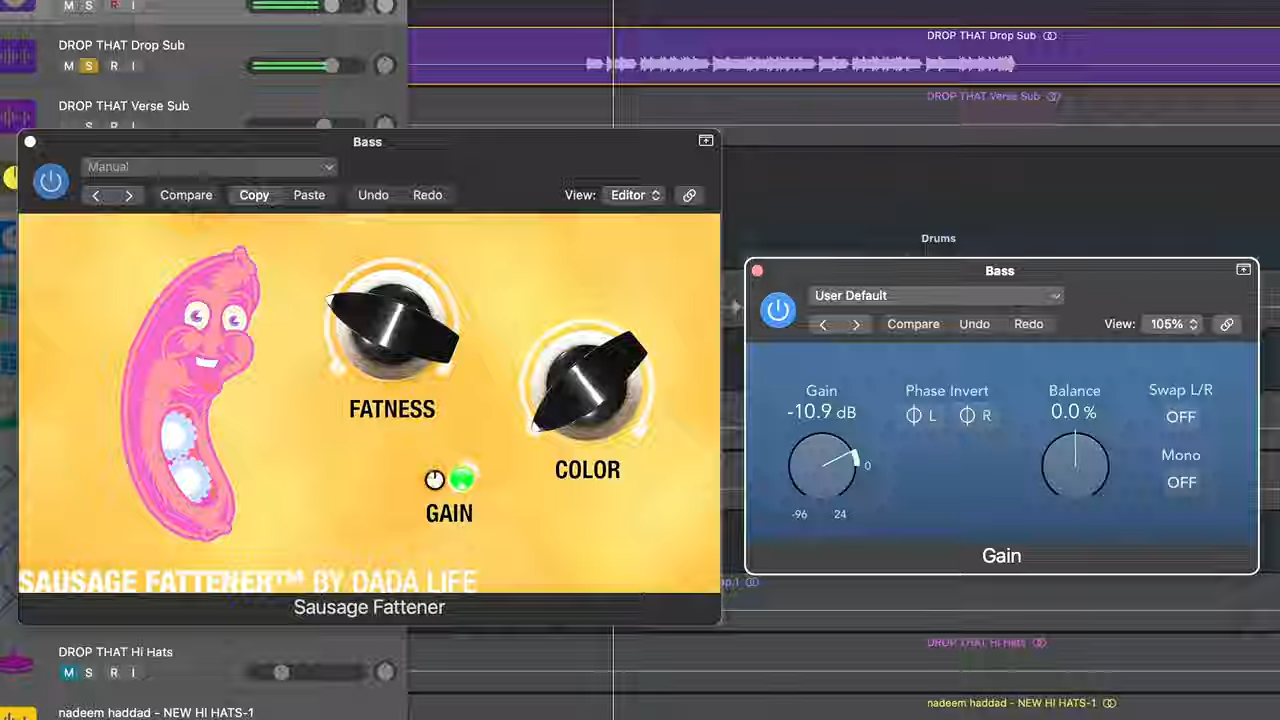 M S R I
DROP THAT Drop Sub
M S R I
DROP THAT Drop Sub
DROP THAT Verse Sub
S R I
DROP THAT Verse Sub
Bass
Manual
Compare Copy Paste Undo Redo View: Editor
FATNESS
COLOR
GAIN
SAUSAGE FATTENER™ BY DADA LIFE
Sausage Fattener
Drums
Bass
User Default
Compare Undo Redo View: 105%
Gain Phase Invert Balance Swap L/R
-10.9 dB L R 0.0 % OFF
Mono
0
OFF
-96 24
Gain
DROP THAT Hi Hats
M S R I
DROP THAT Hi Hats
nadeem haddad - NEW HI HATS-1
nadeem haddad - NEW HI HATS-1